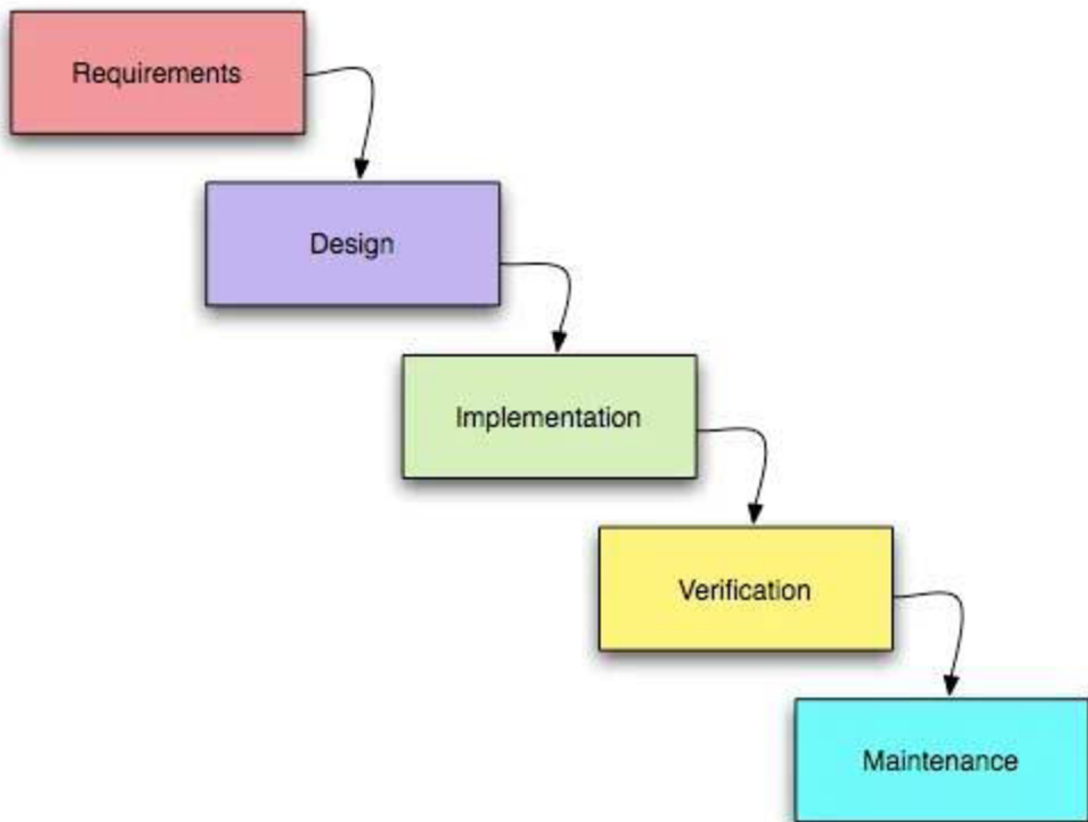 Requirements
Design
Implementation
Verification
Maintenance